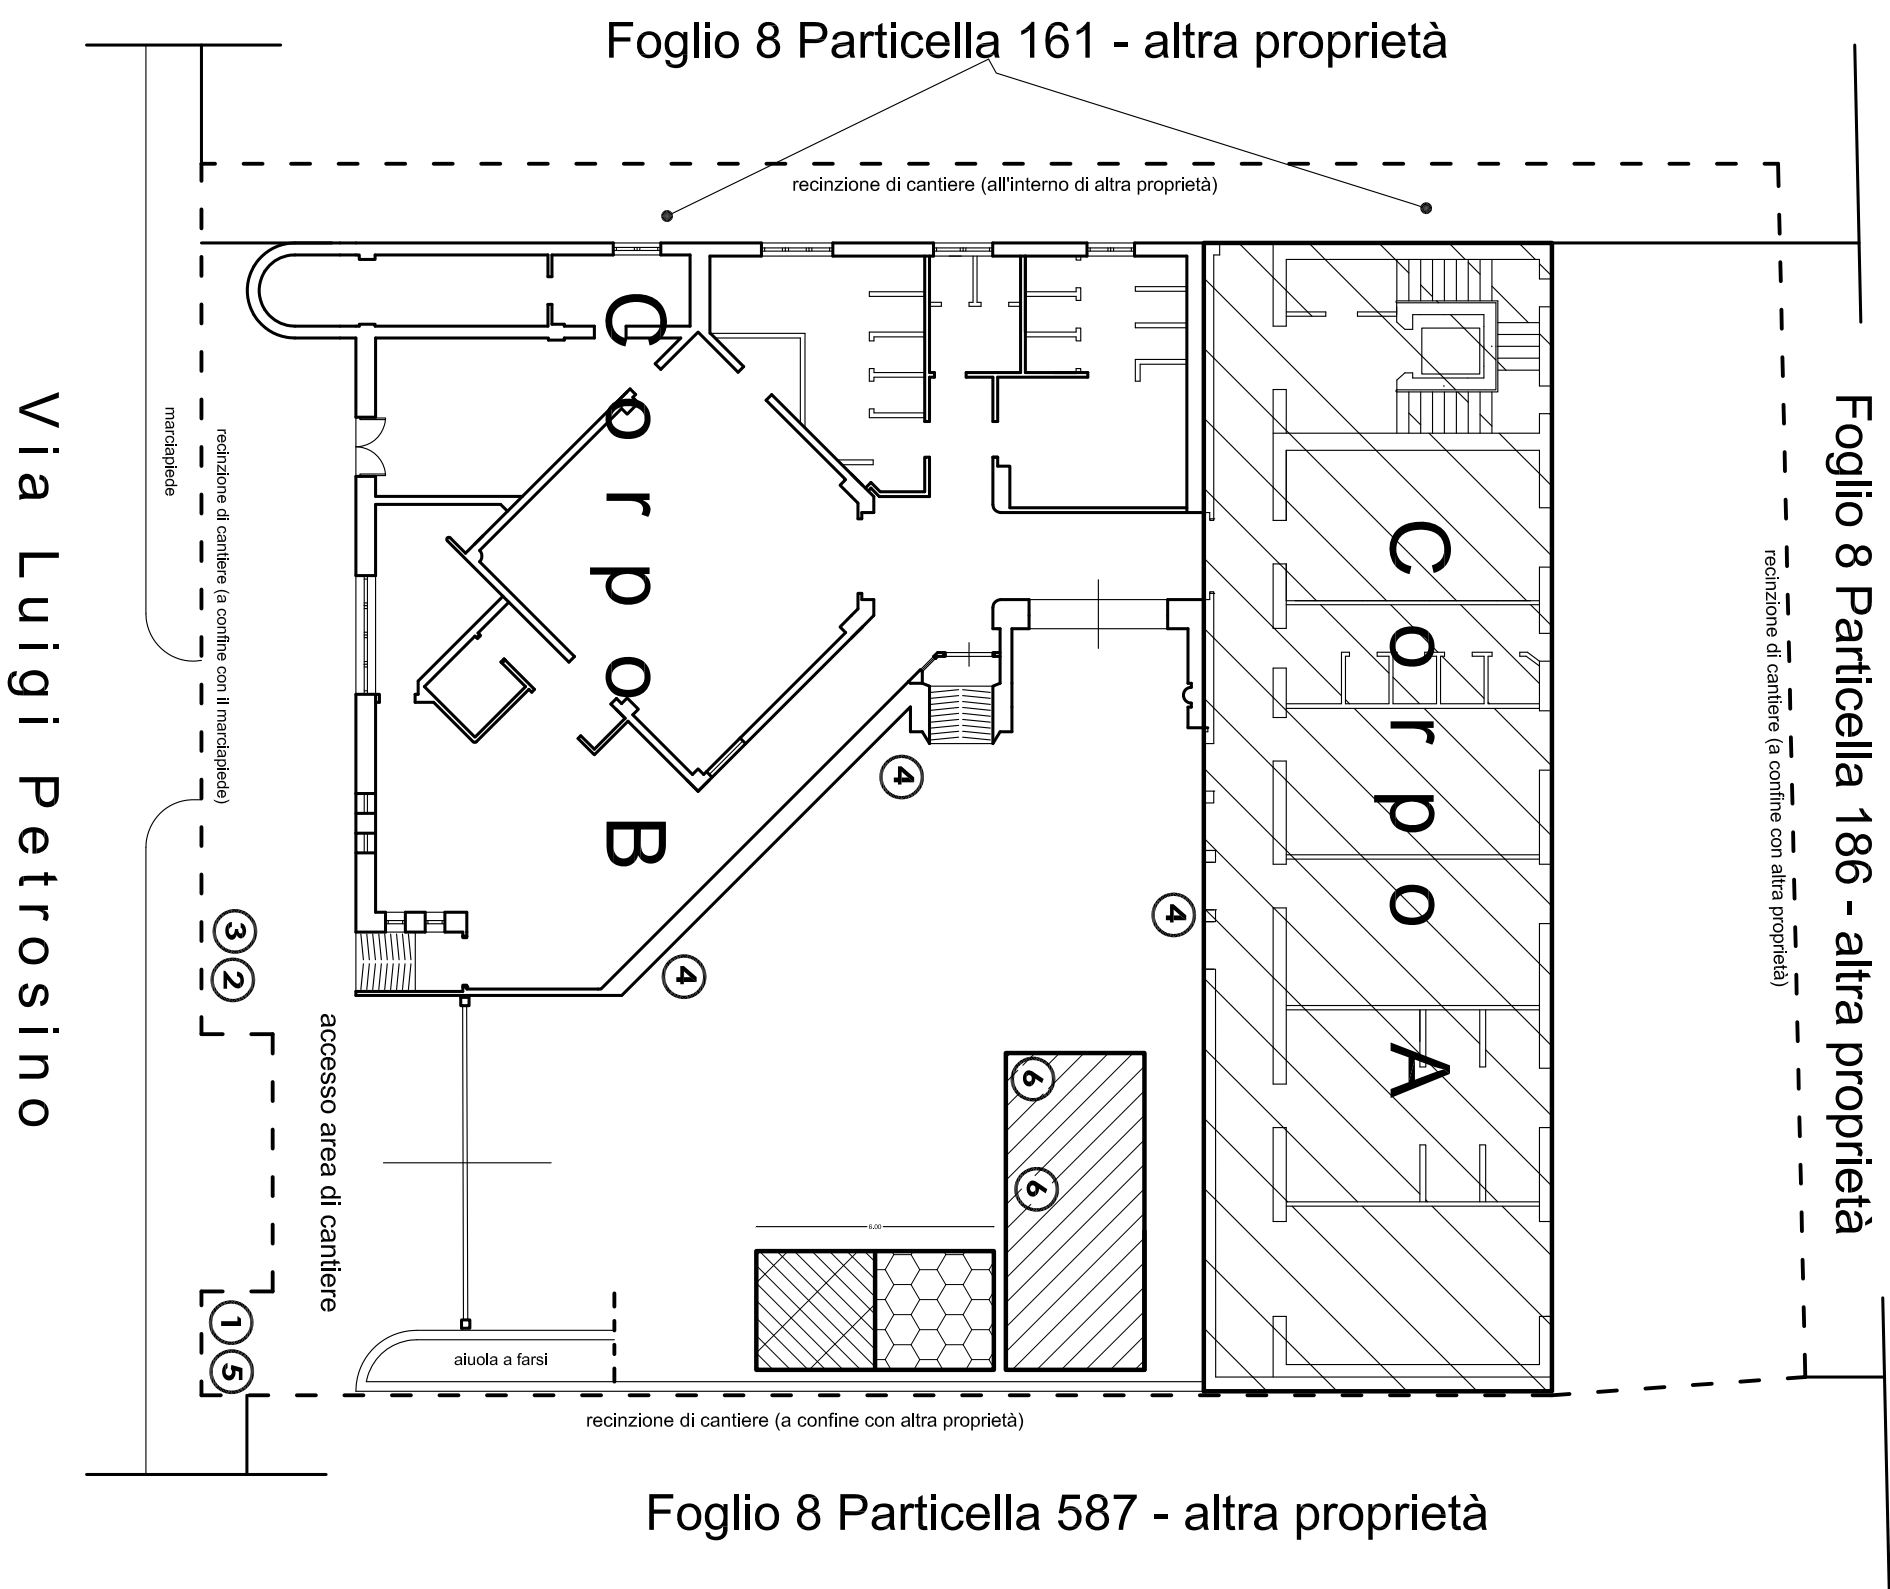 Foglio 8 Particella 161 - altra proprietà
recinzione di cantiere (all'interno di altra proprietà)
Via Luigi Petrosino
marciapiede
recinzione di cantiere (a confine con il marciapiede)
Corpo B
Corpo A
recinzione di cantiere (a confine con altra proprietà)
Foglio 8 Particella 186 - altra proprietà
4
4
4
3
2
accesso area di cantiere
6
6
6.00
1
5
aiuola a farsi
recinzione di cantiere (a confine con altra proprietà)
Foglio 8 Particella 587 - altra proprietà